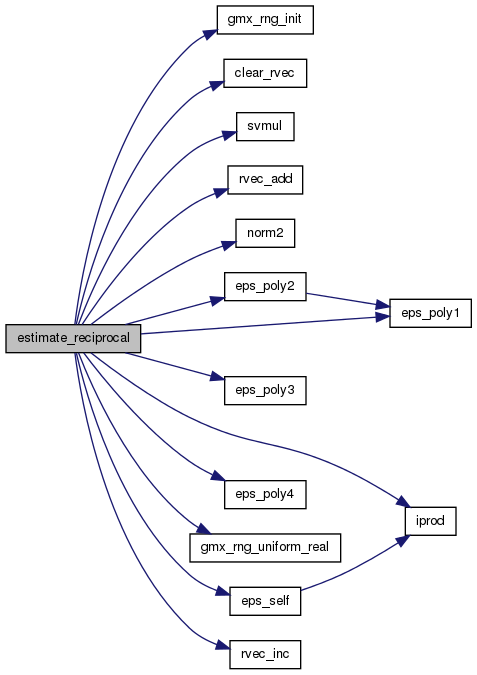 gmx_rng_init
clear_rvec
svmul
rvec_add
norm2
eps_poly2
eps_poly1
estimate_reciprocal
eps_poly3
eps_poly4
iprod
gmx_rng_uniform_real
eps_self
rvec_inc